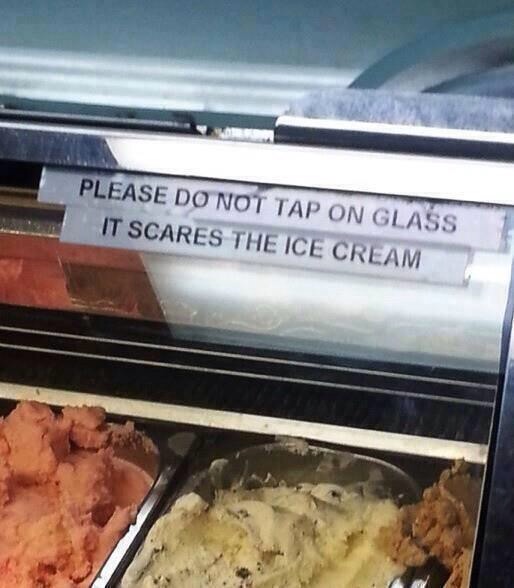 PLEASE DO NOT TAP ON GLASS
IT SCARES THE ICE CREAM